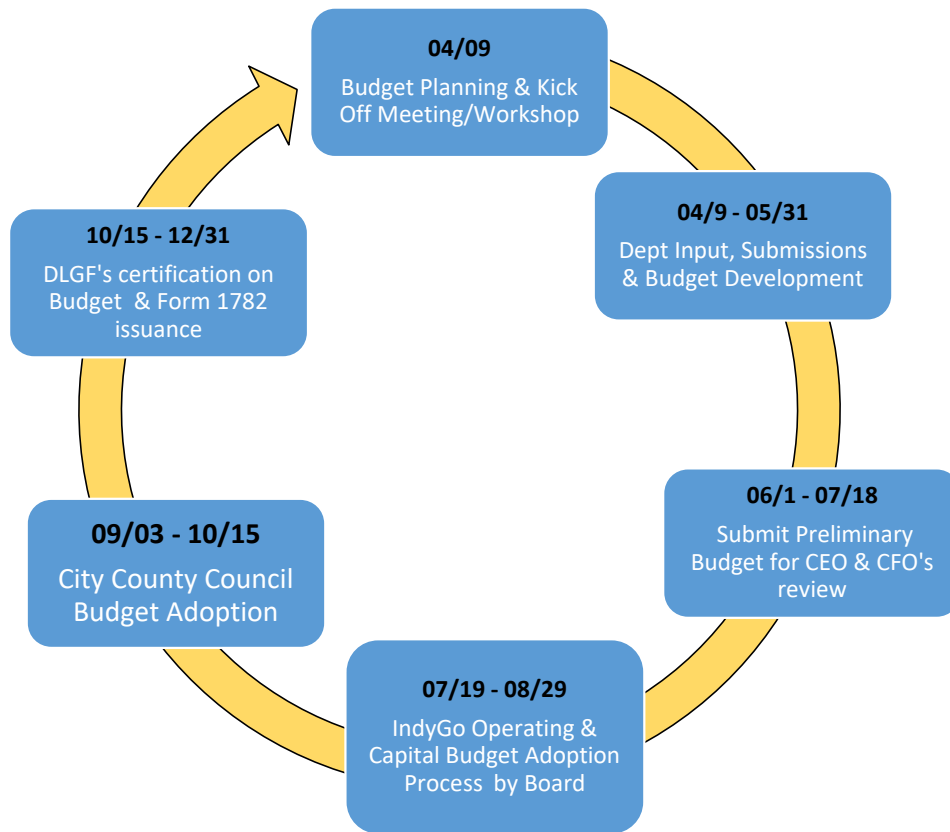 04/09
Budget Planning & Kick
Off Meeting/Workshop
04/9 - 05/31
Dept Input, Submissions
& Budget Development
06/1 - 07/18
Submit Preliminary
Budget for CEO & CFO's
review
07/19 - 08/29
IndyGo Operating &
Capital Budget Adoption
Process by Board
09/03 - 10/15
City County Council
Budget Adoption
10/15 - 12/31
DLGF's certification on
Budget & Form 1782
issuance